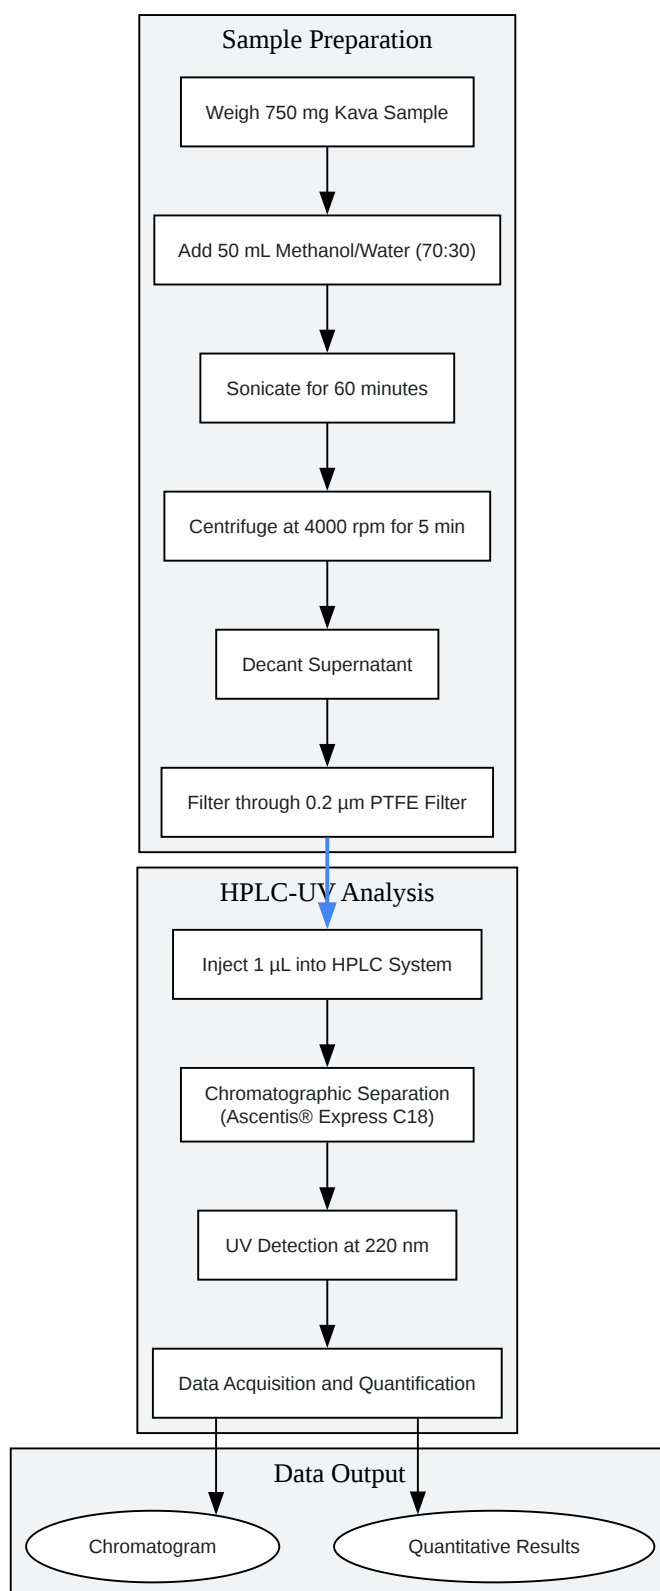 Sample Preparation
Weigh 750 mg Kava Sample
Add 50 mL Methanol/Water (70:30)
Sonicate for 60 minutes
Centrifuge at 4000 rpm for 5 min
Decant Supernatant
Filter through 0.2 µm PTFE Filter
HPLC-UV Analysis
Inject 1 µL into HPLC System
Chromatographic Separation
(Ascentis® Express C18)
UV Detection at 220 nm
Data Acquisition and Quantification
Data Output
Chromatogram
Quantitative Results